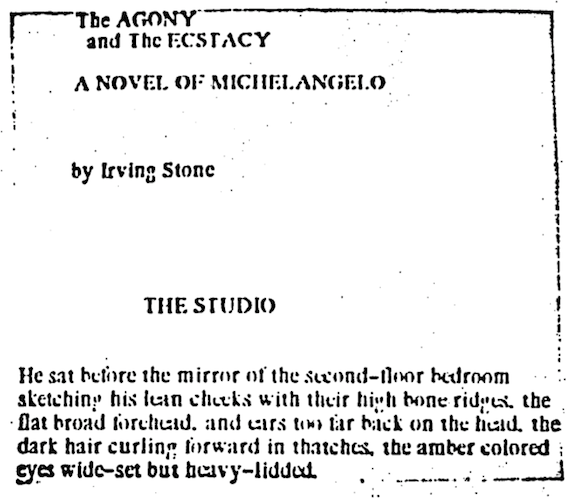 The AGONY
and The ECSTACY
A NOVEL OF MICHELANGELO
by Irving Stone
THE STUDIO
He sat before the mirror of the second-floor bedroom
sketching his lean cheeks with their high bone ridges, the
flat broad forehead, and ears too far back on the head, the
dark hair curling forward in thatches, the amber colored
eyes wide-set but heavy-lidded.